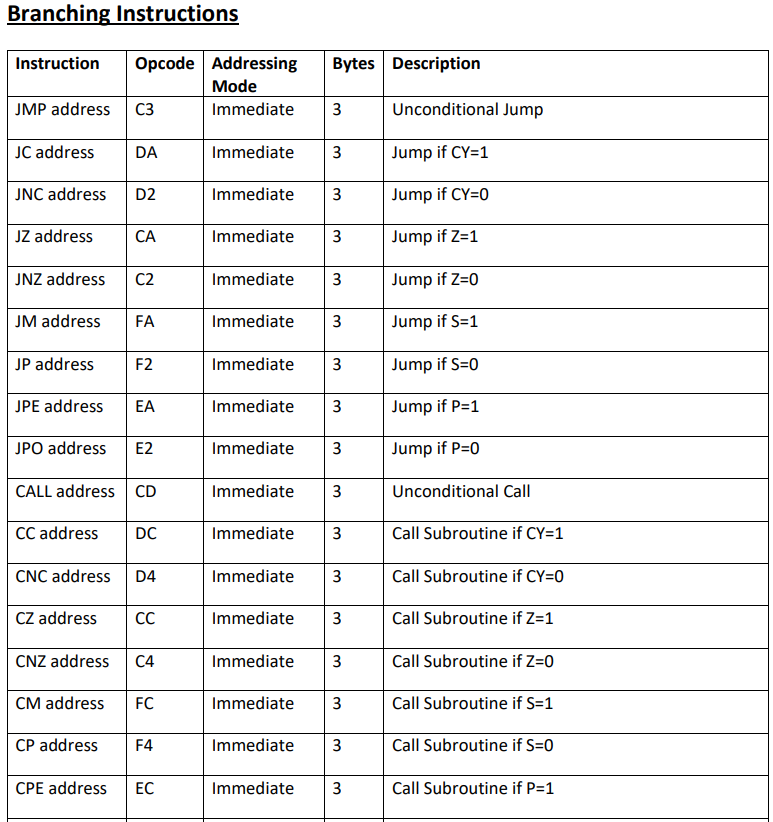 Branching Instructions
Instruction Opcode Addressing Mode Bytes Description
JMP address C3 Immediate 3 Unconditional Jump
JC address DA Immediate 3 Jump if CY=1
JNC address D2 Immediate 3 Jump if CY=0
JZ address CA Immediate 3 Jump if Z=1
JNZ address C2 Immediate 3 Jump if Z=0
JM address FA Immediate 3 Jump if S=1
JP address F2 Immediate 3 Jump if S=0
JPE address EA Immediate 3 Jump if P=1
JPO address E2 Immediate 3 Jump if P=0
CALL address CD Immediate 3 Unconditional Call
CC address DC Immediate 3 Call Subroutine if CY=1
CNC address D4 Immediate 3 Call Subroutine if CY=0
CZ address CC Immediate 3 Call Subroutine if Z=1
CNZ address C4 Immediate 3 Call Subroutine if Z=0
CM address FC Immediate 3 Call Subroutine if S=1
CP address F4 Immediate 3 Call Subroutine if S=0
CPE address EC Immediate 3 Call Subroutine if P=1